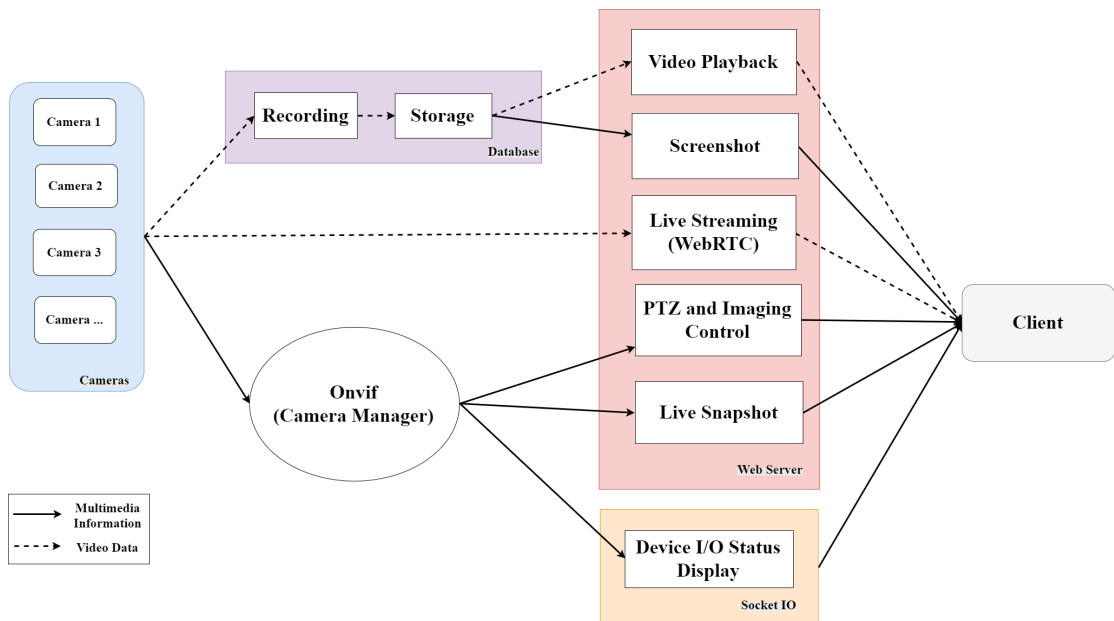 Camera 1
Camera 2
Camera 3
Camera ...
Cameras
Recording
Storage
Database
Onvif
(Camera Manager)
Video Playback
Screenshot
Live Streaming
(WebRTC)
PTZ and Imaging
Control
Live Snapshot
Web Server
Device I/O Status
Display
Socket IO
Client
Multimedia
Information
Video Data